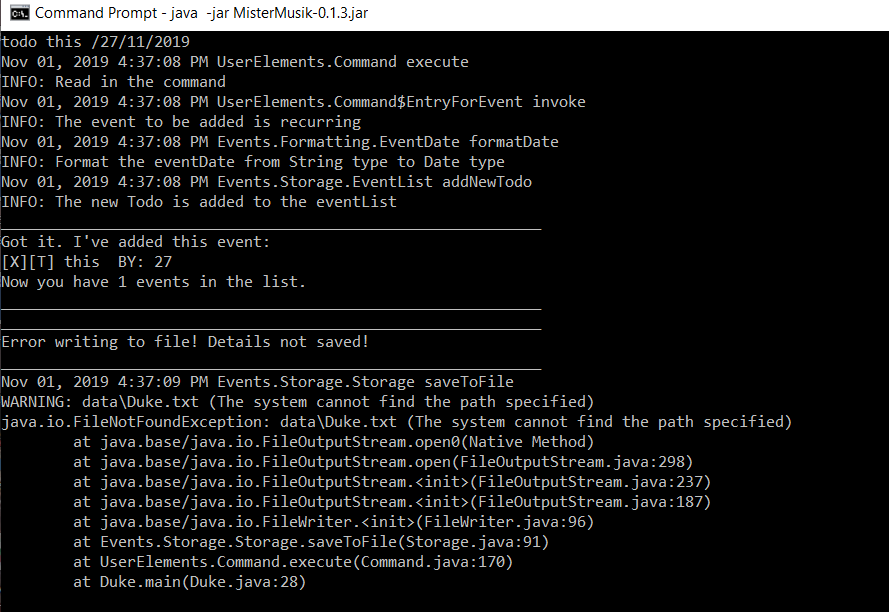 Command Prompt - java  -jar MisterMusik-0.1.3.jar
todo this /27/11/2019
Nov 01, 2019 4:37:08 PM UserElements.Command execute
INFO: Read in the command
Nov 01, 2019 4:37:08 PM UserElements.Command$EntryForEvent invoke
INFO: The event to be added is recurring
Nov 01, 2019 4:37:08 PM Events.Formatting.EventDate formatDate
INFO: Format the eventDate from String type to Date type
Nov 01, 2019 4:37:08 PM Events.Storage.EventList addNewTodo
INFO: The new Todo is added to the eventList
____________________________________________________________
Got it. I've added this event:
[X][T] this  BY: 27
Now you have 1 events in the list.
____________________________________________________________
____________________________________________________________
Error writing to file! Details not saved!
____________________________________________________________
Nov 01, 2019 4:37:09 PM Events.Storage.Storage saveToFile
WARNING: data\Duke.txt (The system cannot find the path specified)
java.io.FileNotFoundException: data\Duke.txt (The system cannot find the path specified)
        at java.base/java.io.FileOutputStream.open0(Native Method)
        at java.base/java.io.FileOutputStream.open(FileOutputStream.java:298)
        at java.base/java.io.FileOutputStream.<init>(FileOutputStream.java:237)
        at java.base/java.io.FileOutputStream.<init>(FileOutputStream.java:187)
        at java.base/java.io.FileWriter.<init>(FileWriter.java:96)
        at Events.Storage.Storage.saveToFile(Storage.java:91)
        at UserElements.Command.execute(Command.java:170)
        at Duke.main(Duke.java:28)